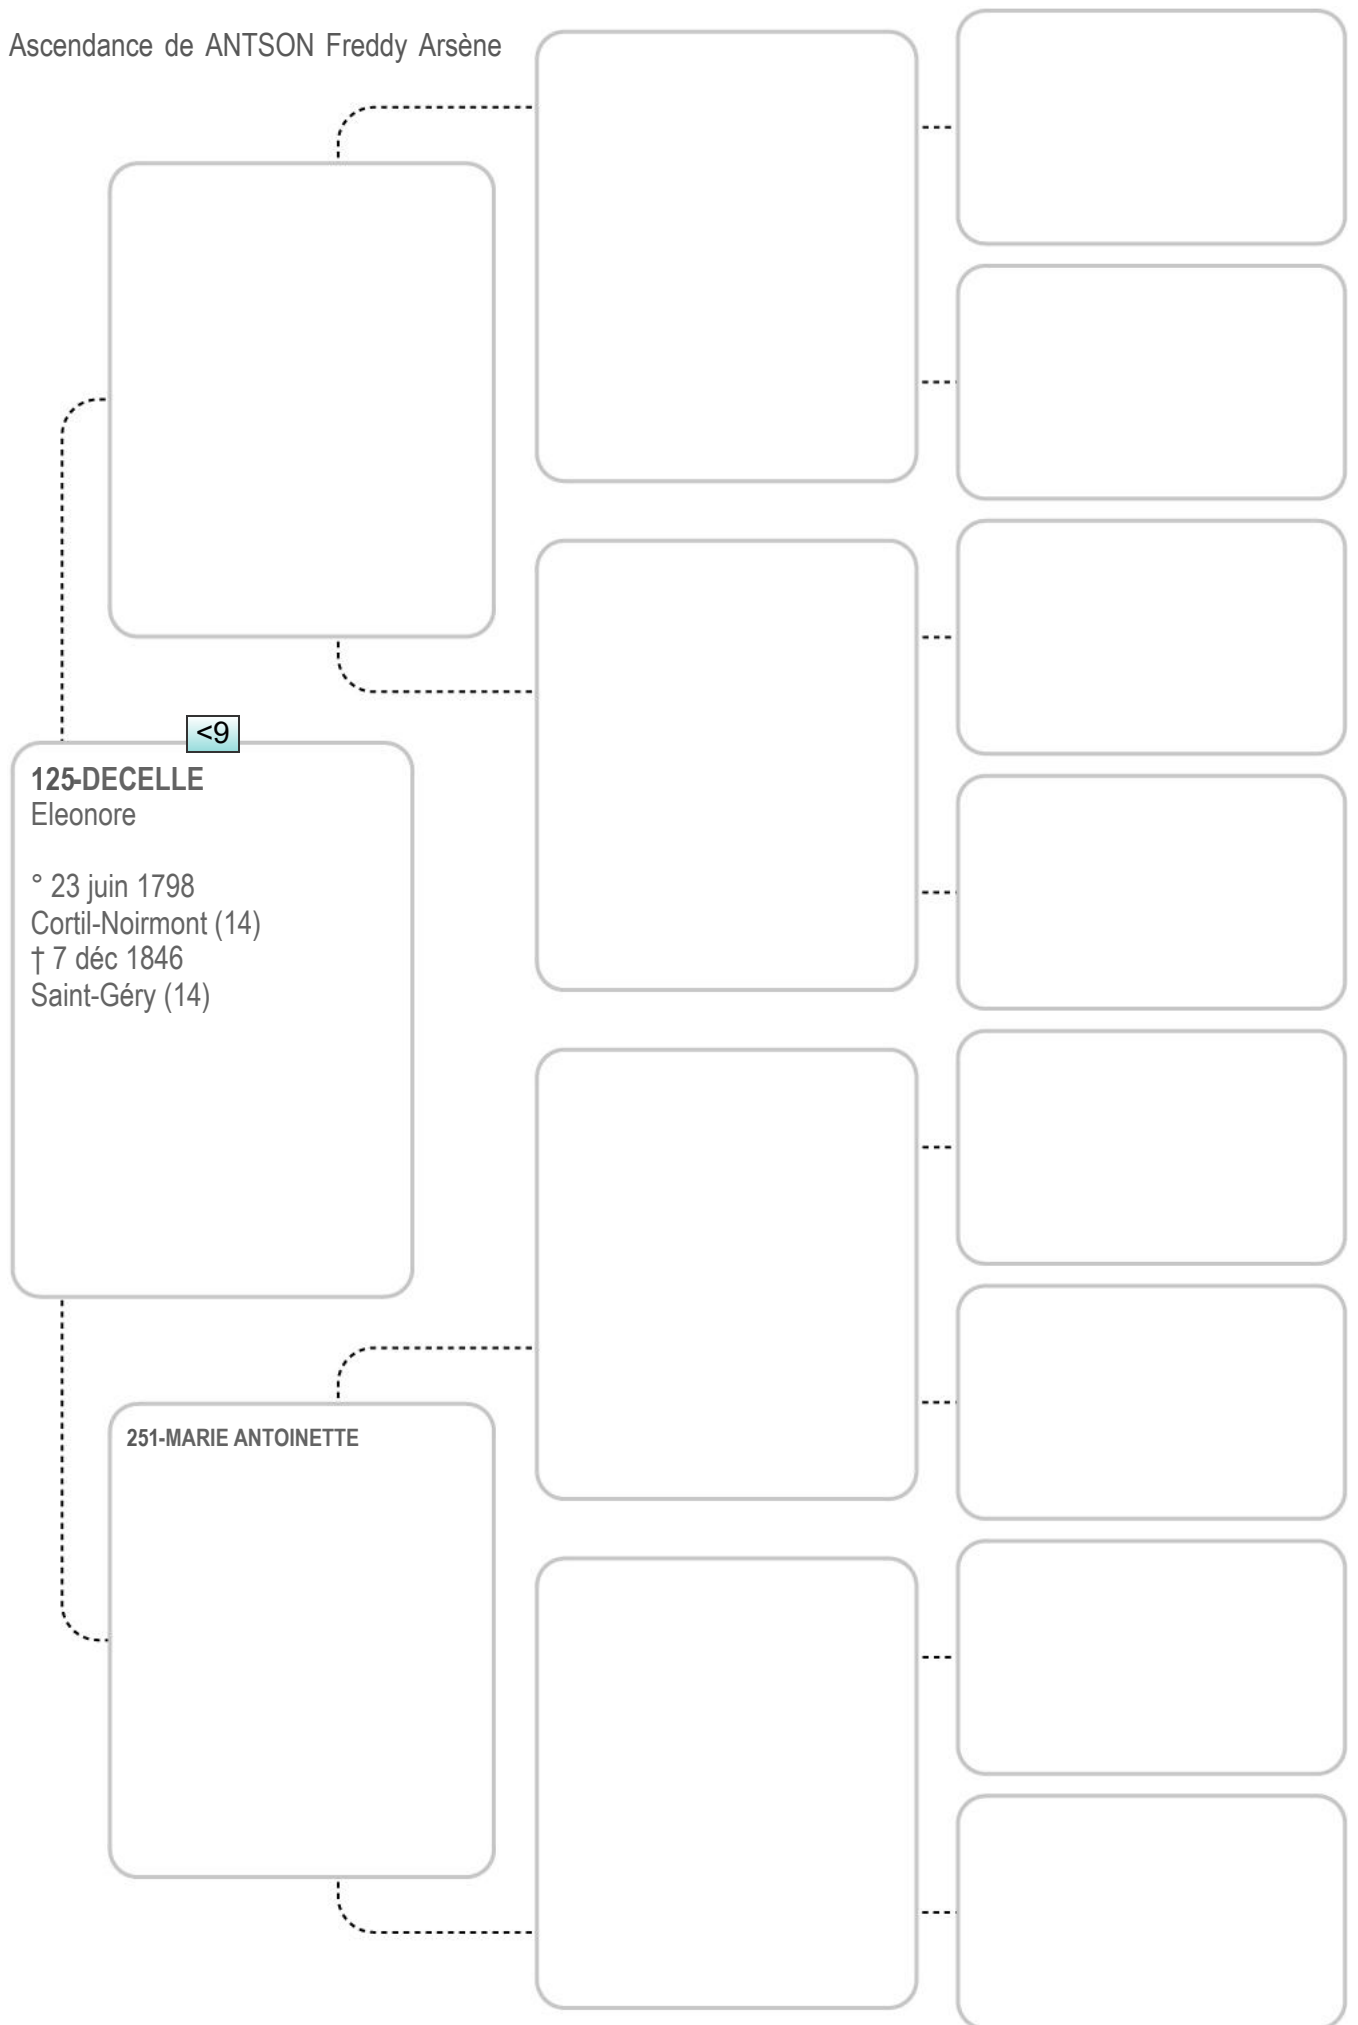 Ascendance de ANTSON Freddy Arsène
<9
125-DECELLE
Eleonore
° 23 juin 1798
Cortil-Noirmont (14)
† 7 déc 1846
Saint-Géry (14)
251-MARIE ANTOINETTE